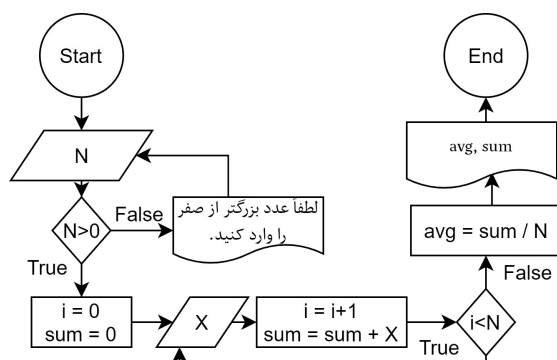 Start
End
N
avg, sum
N>0
False
لطفاً عدد بزرگتر از صفر
را وارد کنید.
avg = sum / N
True
False
i = 0
sum = 0
X
i = i+1
sum = sum + X
i<N
True